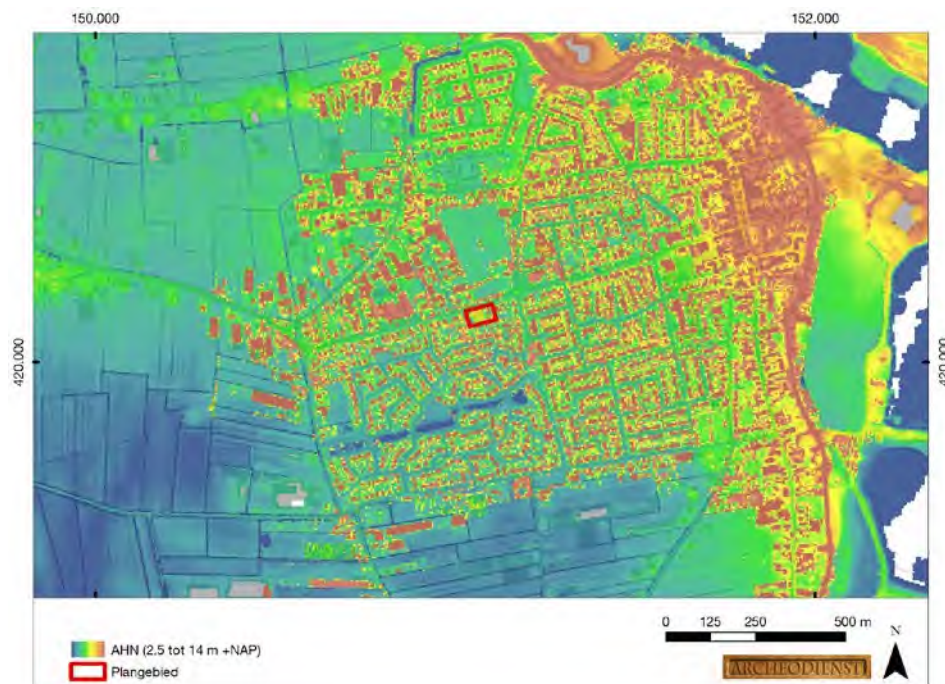 150.000
152.000
420.000
420.000
0 125 250 500 m
N
AHN (2.5 tot 14 m +NAP)
Plangebied
ARCHEODIENST